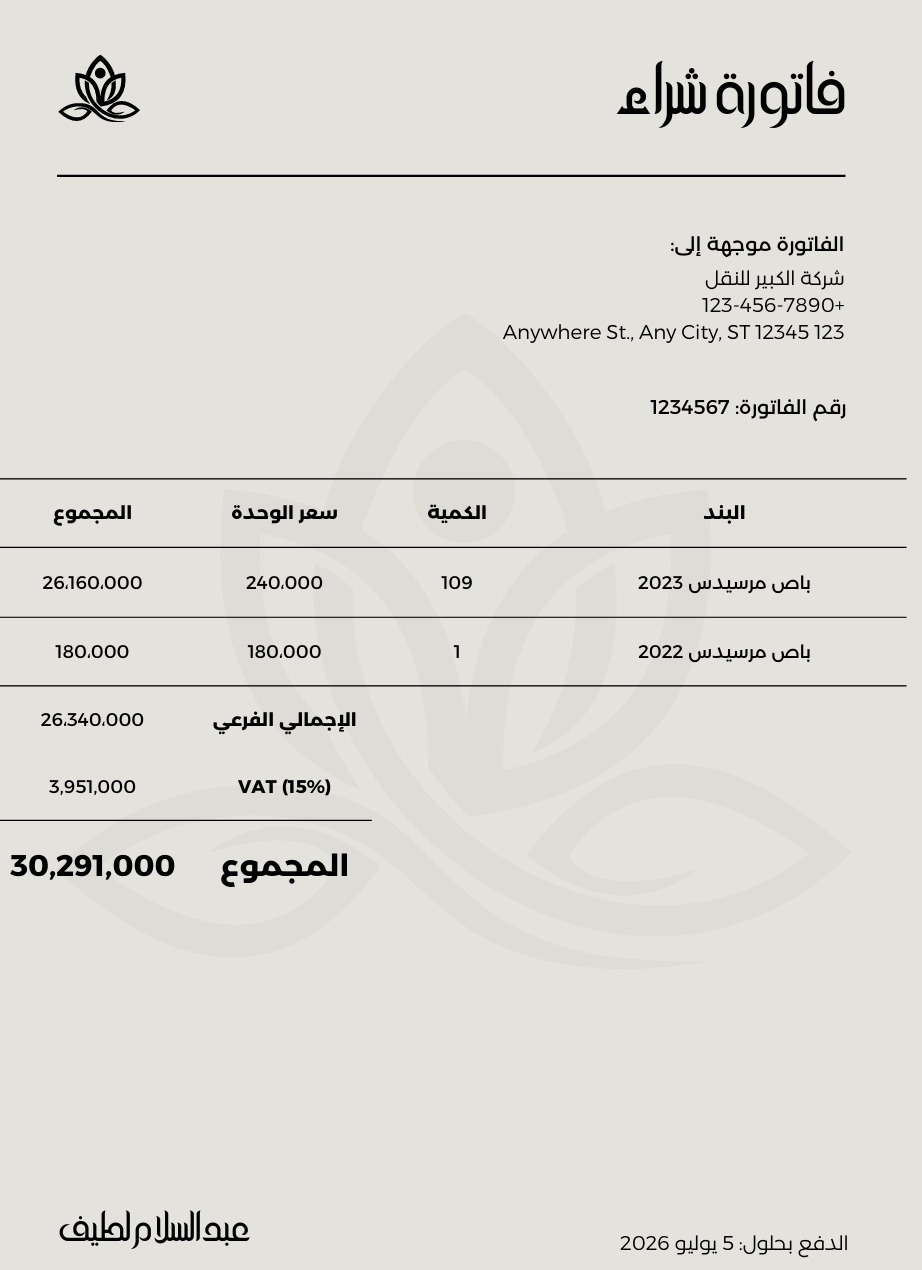 فاتورة شراء
الفاتورة موجهة إلى:
شركة الكبير للنقل
+123-456-7890
123 Anywhere St., Any City, ST 12345
رقم الفاتورة: 1234567
البند الكمية سعر الوحدة المجموع
باص مرسيدس 2023 109 240،000 26،160،000
باص مرسيدس 2022 1 180،000 180،000
الإجمالي الفرعي 26،340،000
VAT (15%) 3,951,000
المجموع 30,291,000
الدفع بحلول: 5 يوليو 2026
عبدالسلام لطيف